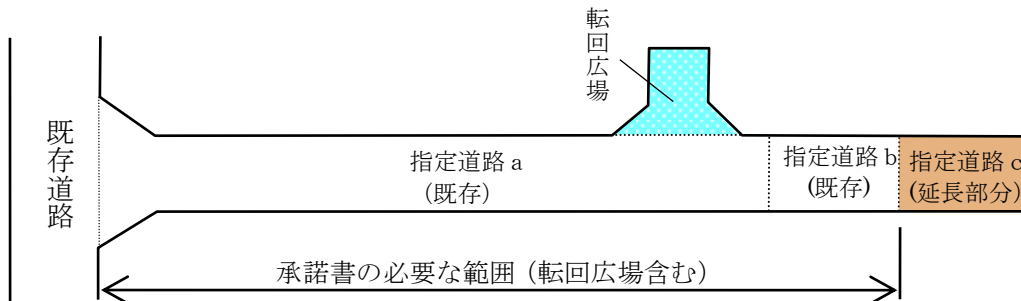 転回広場
既存道路
指定道路 a
(既存)
指定道路 b
(既存)
指定道路 c
(延長部分)
承諾書の必要な範囲（転回広場含む）